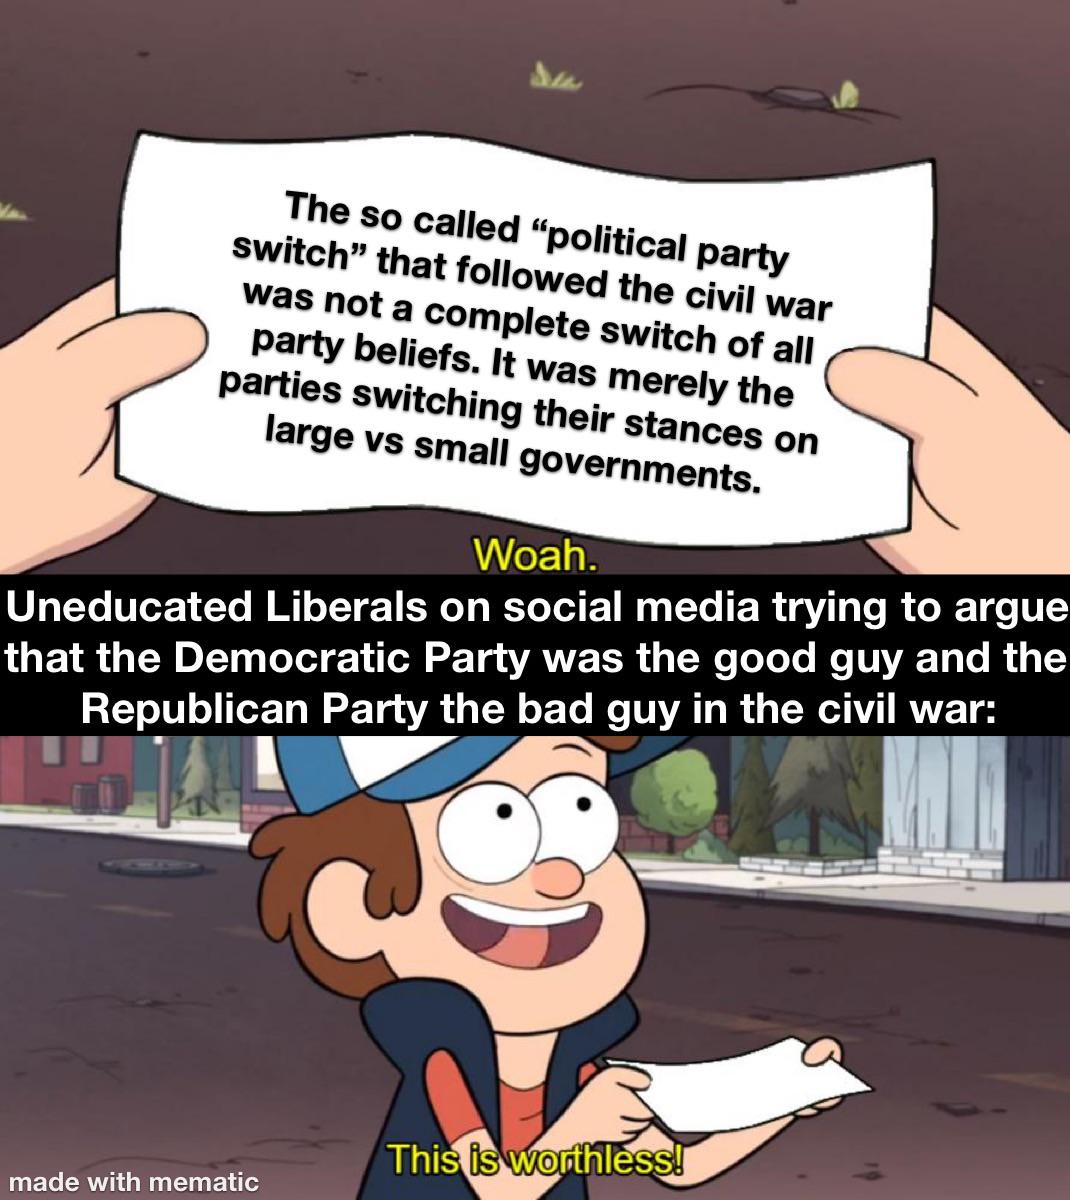 The so called “political party
switch” that followed the civil war
was not a complete switch of all
party beliefs. It was merely the
parties switching their stances on
large vs small governments.
Woah.
Uneducated Liberals on social media trying to argue
that the Democratic Party was the good guy and the
Republican Party the bad guy in the civil war:
This is worthless!
made with mematic